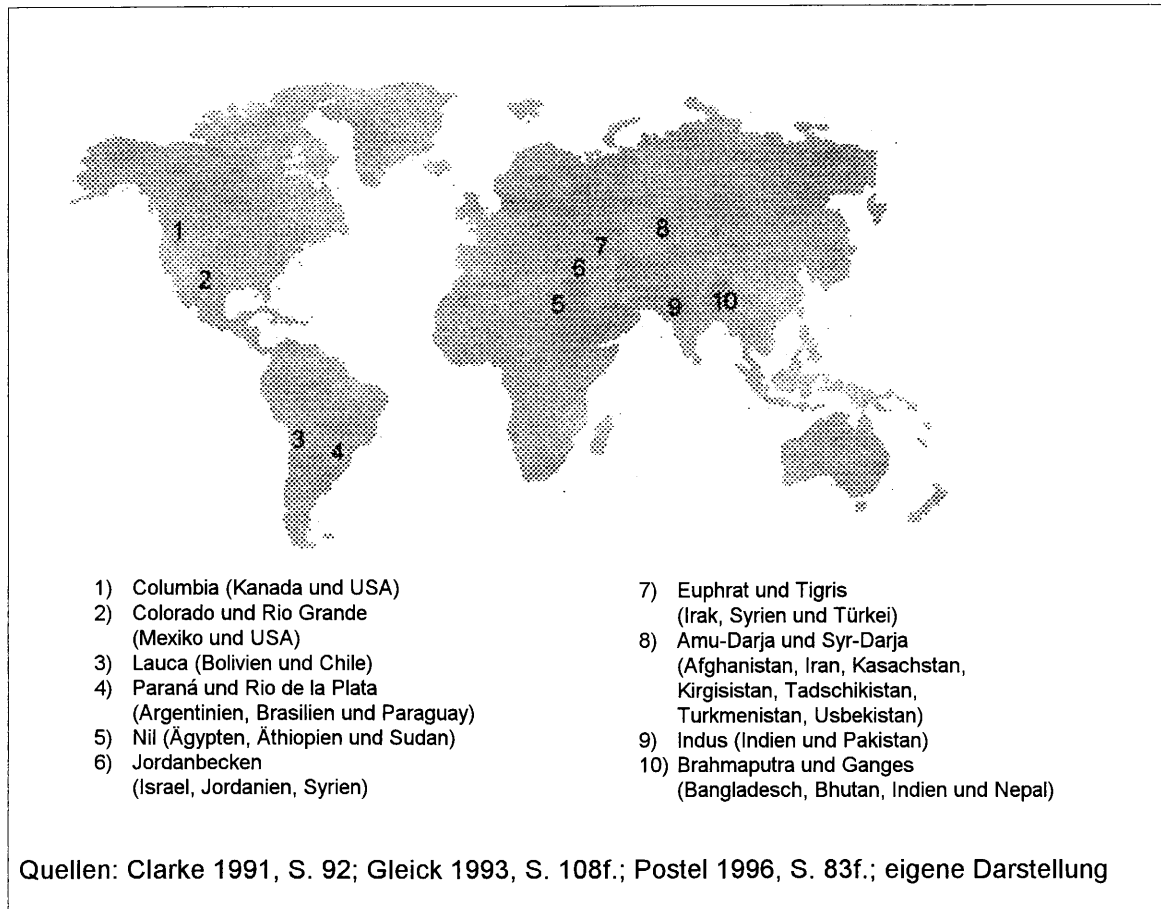 1
2
3
4
5
6
7
8
9
10
1) Columbia (Kanada und USA)
2) Colorado und Rio Grande
(Mexiko und USA)
3) Lauca (Bolivien und Chile)
4) Paraná und Rio de la Plata
(Argentinien, Brasilien und Paraguay)
5) Nil (Ägypten, Äthiopien und Sudan)
6) Jordanbecken
(Israel, Jordanien, Syrien)
7) Euphrat und Tigris
(Irak, Syrien und Türkei)
8) Amu-Darja und Syr-Darja
(Afghanistan, Iran, Kasachstan,
Kirgisistan, Tadschikistan,
Turkmenistan, Usbekistan)
9) Indus (Indien und Pakistan)
10) Brahmaputra und Ganges
(Bangladesch, Bhutan, Indien und Nepal)
Quellen: Clarke 1991, S. 92; Gleick 1993, S. 108f.; Postel 1996, S. 83f.; eigene Darstellung